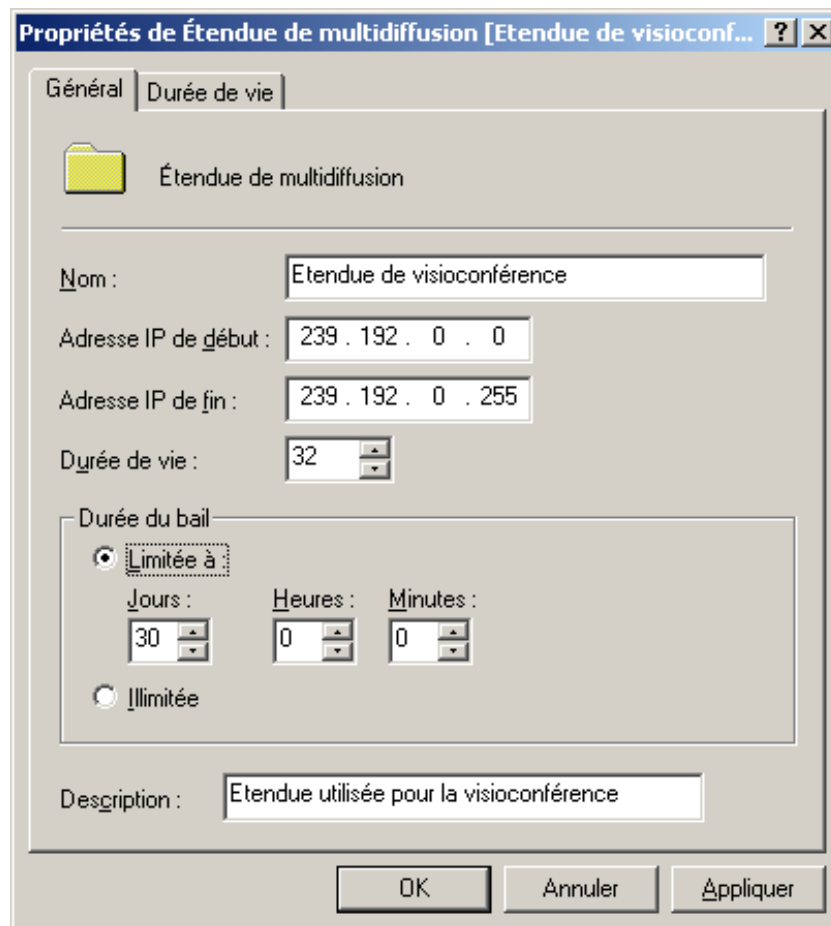 Propriétés de Étendue de multidiffusion [Etendue de visioconf...
Général
Durée de vie
Étendue de multidiffusion
Nom :
Etendue de visioconférence
Adresse IP de début :
239 . 192 . 0 . 0
Adresse IP de fin :
239 . 192 . 0 . 255
Durée de vie :
32
Durée du bail
Limitée à :
Jours : Heures : Minutes :
30 0 0
Illimitée
Description :
Etendue utilisée pour la visioconférence
OK Annuler Appliquer